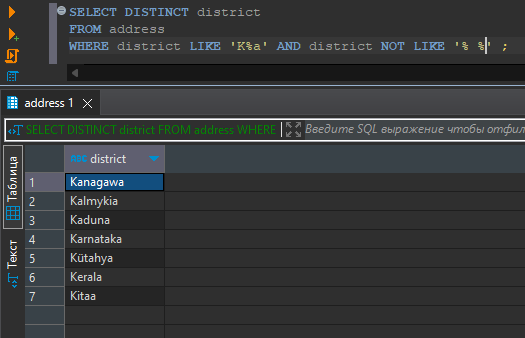 SELECT DISTINCT district
FROM address
WHERE district LIKE 'K%a' AND district NOT LIKE '% %' ;
address 1
SELECT DISTINCT district FROM address WHERE
Введите SQL выражение чтобы отфил
Таблица
Текст
ABC district
1 Kanagawa
2 Kalmykia
3 Kaduna
4 Karnataka
5 Kütahya
6 Kerala
7 Kitaa